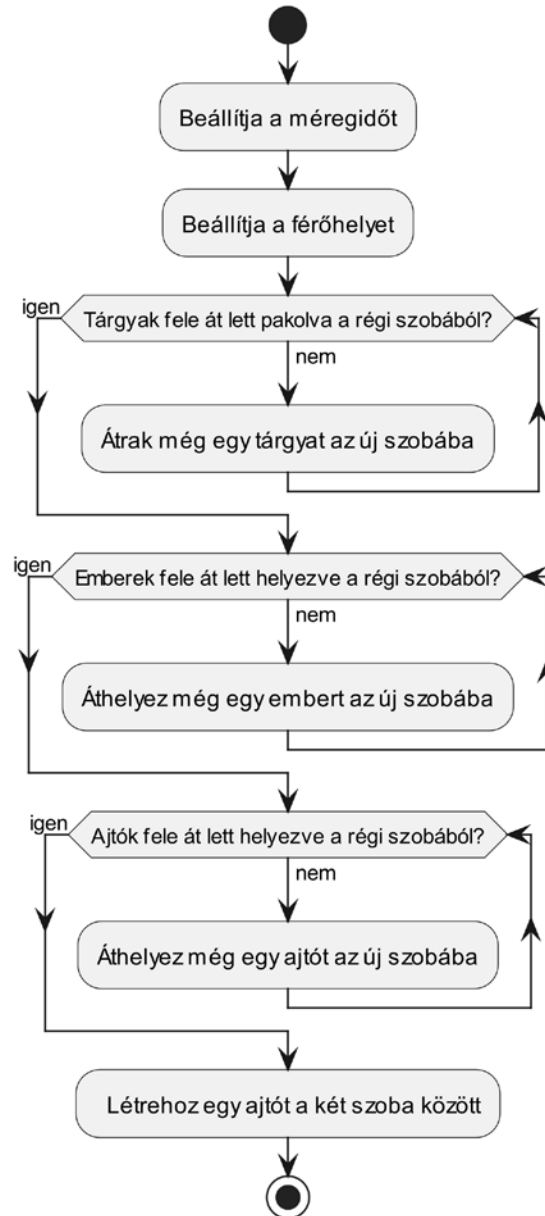 Beállítja a méregidőt
Beállítja a férőhelyet
igen
Tárgyak fele át lett pakolva a régi szobából?
nem
Átrak még egy tárgyat az új szobába
igen
Emberek fele át lett helyezve a régi szobából?
nem
Áthelyez még egy embert az új szobába
igen
Ajtók fele át lett helyezve a régi szobából?
nem
Áthelyez még egy ajtót az új szobába
Létrehoz egy ajtót a két szoba között